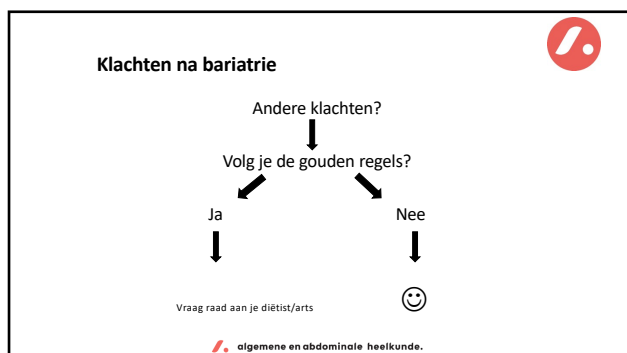 Klachten na bariatrie
Andere klachten?
Volg je de gouden regels?
Ja
Nee
Vraag raad aan je diëtist/arts
algemene en abdominale heelkunde.